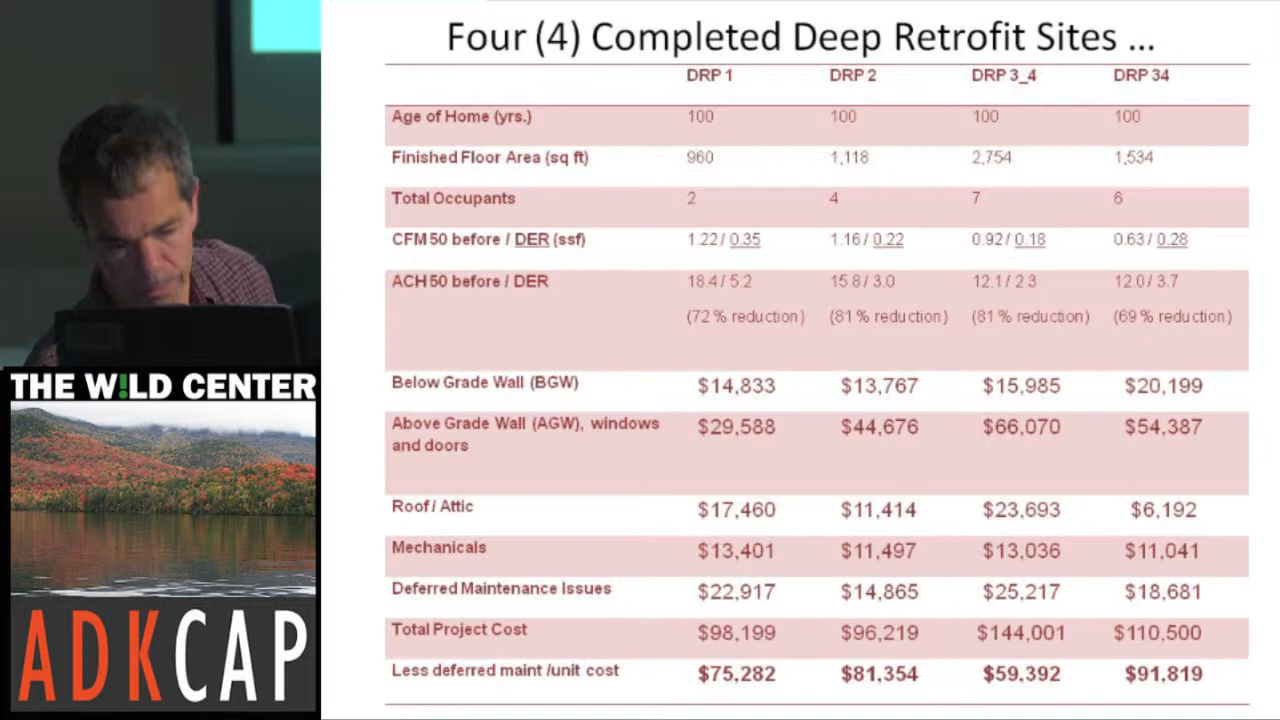 Four (4) Completed Deep Retrofit Sites ...
DRP 1 DRP 2 DRP 3_4 DRP 34
Age of Home (yrs.) 100 100 100 100
Finished Floor Area (sq ft) 960 1,118 2,754 1,534
Total Occupants 2 4 7 6
CFM 50 before / DER (ssf) 1.22 / 0.35 1.16 / 0.22 0.92 / 0.18 0.63 / 0.28
ACH 50 before / DER 18.4 / 5.2 15.8 / 3.0 12.1 / 2.3 12.0 / 3.7
(72 % reduction) (81 % reduction) (81 % reduction) (69 % reduction)
Below Grade Wall (BGW) $14,833 $13,767 $15,985 $20,199
Above Grade Wall (AGW), windows $29,588 $44,676 $66,070 $54,387
and doors
Roof / Attic $17,460 $11,414 $23,693 $6,192
Mechanicals $13,401 $11,497 $13,036 $11,041
Deferred Maintenance Issues $22,917 $14,865 $25,217 $18,681
Total Project Cost $98,199 $96,219 $144,001 $110,500
Less deferred maint /unit cost $75,282 $81,354 $59,392 $91,819
THE W!LD CENTER
ADKCAP